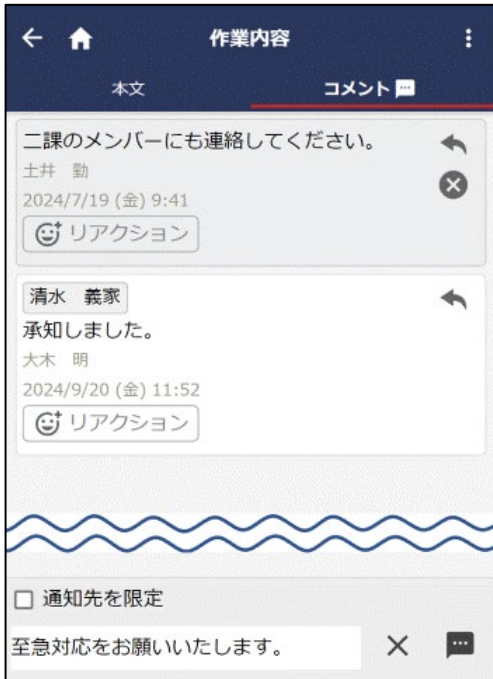 作業内容
本文
コメント
二課のメンバーにも連絡してください。
土井 勤
2024/7/19 (金) 9:41
リアクション
清水 義家
承知しました。
大木 明
2024/9/20 (金) 11:52
リアクション
通知先を限定
至急対応をお願いいたします。